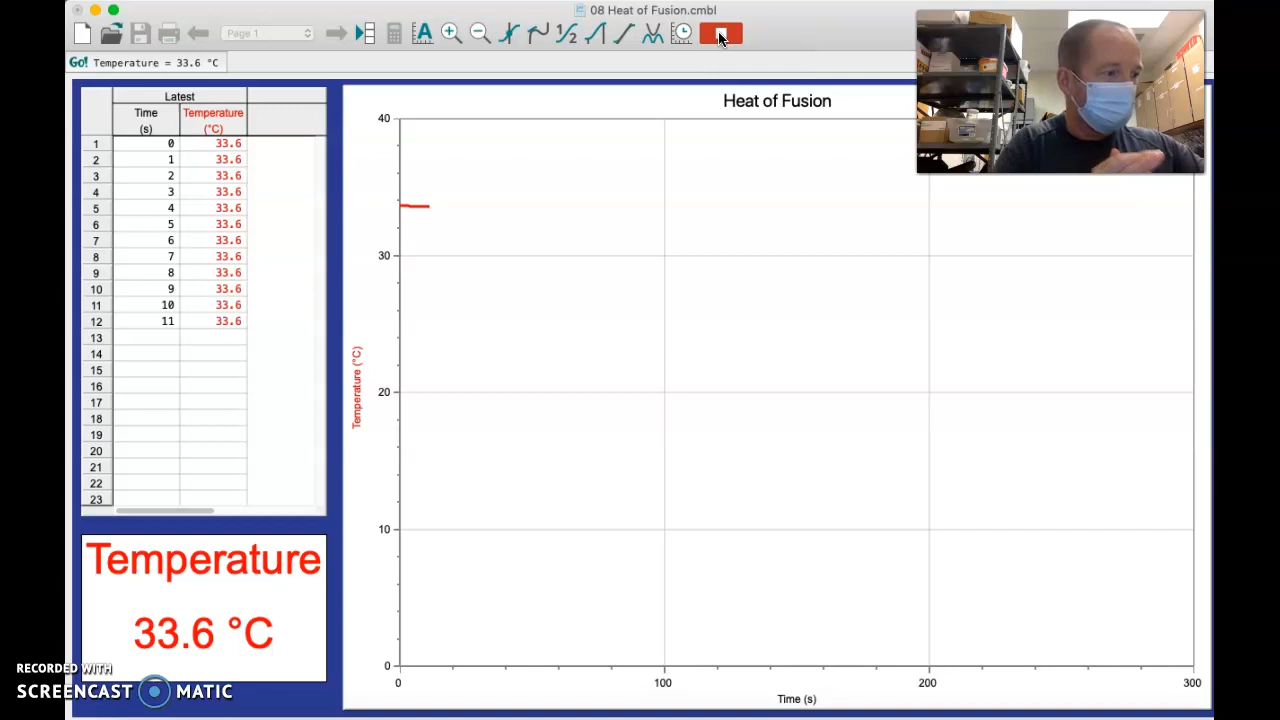 08 Heat of Fusion.cmbl
Page 1
Go! Temperature = 33.6 °C
Latest
Time Temperature
(s) (°C)
1 0 33.6
2 1 33.6
3 2 33.6
4 3 33.6
5 4 33.6
6 5 33.6
7 6 33.6
8 7 33.6
9 8 33.6
10 9 33.6
11 10 33.6
12 11 33.6
13
14
15
16
17
18
19
20
21
22
23
Temperature
33.6 °C
Heat of Fusion
40
30
20
10
0
Temperature (°C)
0 100 200 300
Time (s)
RECORDED WITH
SCREENCAST MATIC